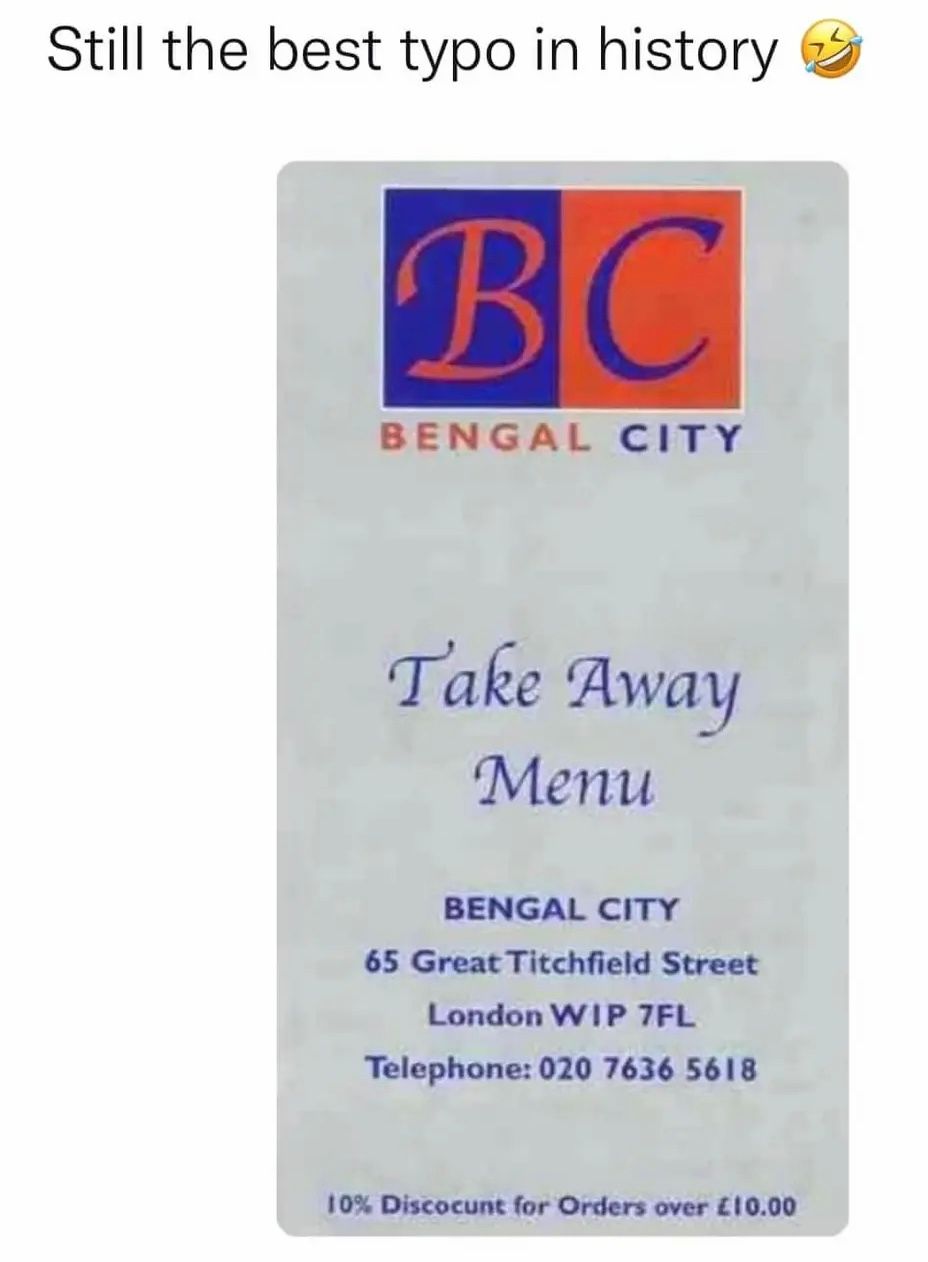 Still the best typo in history 🤣
BC
BENGAL CITY
Take Away
Menu
BENGAL CITY
65 Great Titchfield Street
London W1P 7FL
Telephone: 020 7636 5618
10% Discocunt for Orders over £10.00